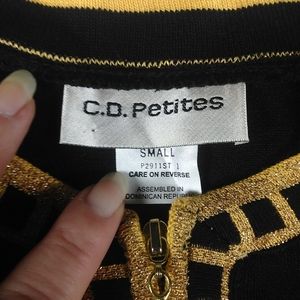 C.D. Petites
SMALL
P2911ST 1
CARE ON REVERSE
ASSEMBLED IN
DOMINICAN REPUBLIC